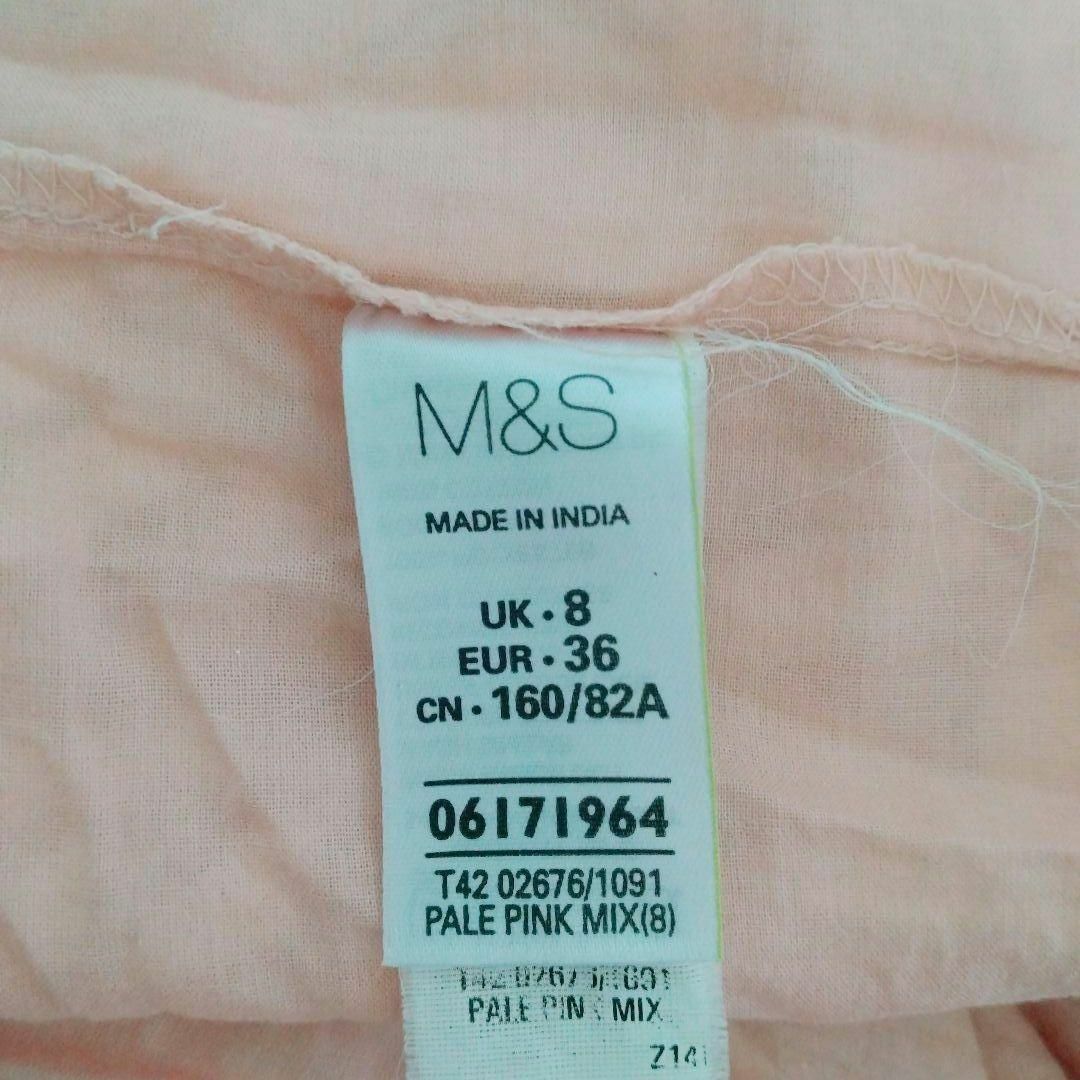 M&S
MADE IN INDIA
UK · 8
EUR · 36
CN · 160/82A
06171964
T42 02676/1091
PALE PINK MIX(8)
PALE PINK MIX